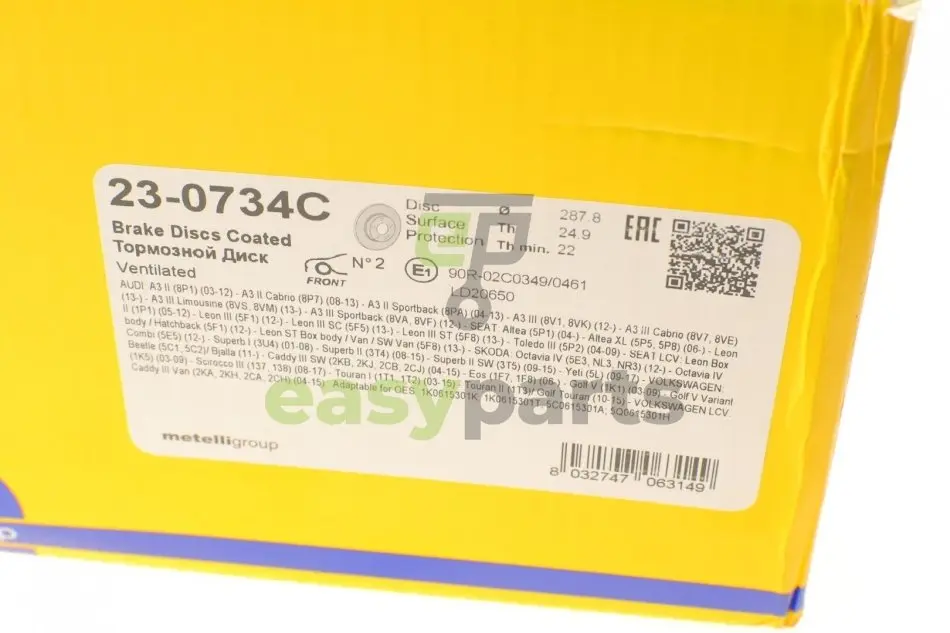 23-0734C
Brake Discs Coated
Тормозной Диск
Ventilated
FRONT
N° 2
Disc Ø 287.8
Surface Th 24.9
Protection Th min. 22
E1 90R-02C0349/0461
LD20650
EAC
AUDI A3 II (8P1) (03-12) - A3 II Cabrio (8P7) (08-13) - A3 II Sportback (8PA) (04-13) - A3 III (8V1, 8VK) (12-) - A3 III Cabrio (8V7, 8VE)
(13-) - A3 III Limousine (8VS, 8VM) (13-) - A3 III Sportback (8VA, 8VF) (12-) - SEAT: Altea (5P1) (04-) - Altea XL (5P5, 5P8) (06-) - Leon
II (1P1) (05-12) - Leon III (5F1) (12-) - Leon III SC (5F5) (13-) - Leon III ST (5F8) (13-) - Toledo III (5P2) (04-09) - SEAT LCV: Leon Box
body / Hatchback (5F1) (12-) - Leon ST Box body / Van / SW Van (5F8) (13-) - SKODA: Octavia IV (5E3, NL3, NR3) (12-) - Octavia IV
Combi (5E5) (12-) - Superb I (3U4) (01-08) - Superb II (3T4) (08-15) - Superb II SW (3T5) (09-15) - Yeti (5L) (09-17) - VOLKSWAGEN:
Beetle (5C1, 5C2)/ Bjalla (11-) - Caddy III SW (2KB, 2KJ, 2CB, 2CJ) (04-15) - Eos (1F7, 1F8) Golf V (1K1) (03-09) - Golf V Variant
(1K5) (03-09) - Scirocco III (137, 138) (08-17) - Touran I (1T1, 1T2) (03-15) - Touran II (1T3)/ Golf Touran (10-15) - VOLKSWAGEN LCV:
Caddy III Van (2KA, 2KH, 2CA, 2CH) (04-15) Adaptable for OES: 1K0615301K; 1K0615301T; 5C0615301A; 5Q0615301H
easyparts
metelligroup
8 032747 063149